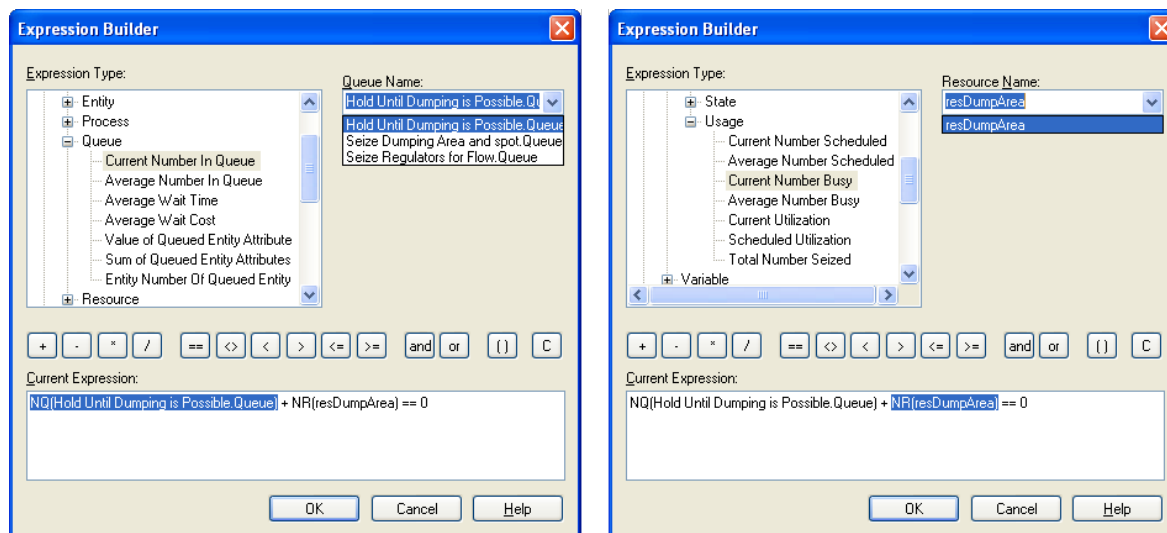 Expression Builder
Expression Type:
Entity
Process
Queue
Current Number In Queue
Average Number In Queue
Average Wait Time
Average Wait Cost
Value of Queued Entity Attribute
Sum of Queued Entity Attributes
Entity Number Of Queued Entity
Resource
Queue Name:
Hold Until Dumping is Possible.Qu
Hold Until Dumping is Possible.Queue
Seize Dumping Area and spot.Queue
Seize Regulators for Flow.Queue
+ - * / == <> < > <= >= and or ( ) C
Current Expression:
NQ(Hold Until Dumping is Possible.Queue) + NR(resDumpArea) == 0
OK Cancel Help
Expression Builder
Expression Type:
State
Usage
Current Number Scheduled
Average Number Scheduled
Current Number Busy
Average Number Busy
Current Utilization
Scheduled Utilization
Total Number Seized
Variable
Resource Name:
resDumpArea
resDumpArea
+ - * / == <> < > <= >= and or ( ) C
Current Expression:
NQ(Hold Until Dumping is Possible.Queue) + NR(resDumpArea) == 0
OK Cancel Help